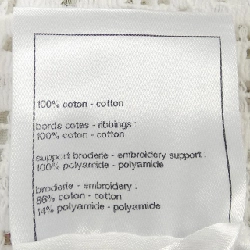 100% coton - cotton
bords cotes - ribbings :
100% coton - cotton
support broderie - embroidery support :
100% polyamide - polyamide
broderie - embroidery :
86% coton - cotton
14% polyamide - polyamide